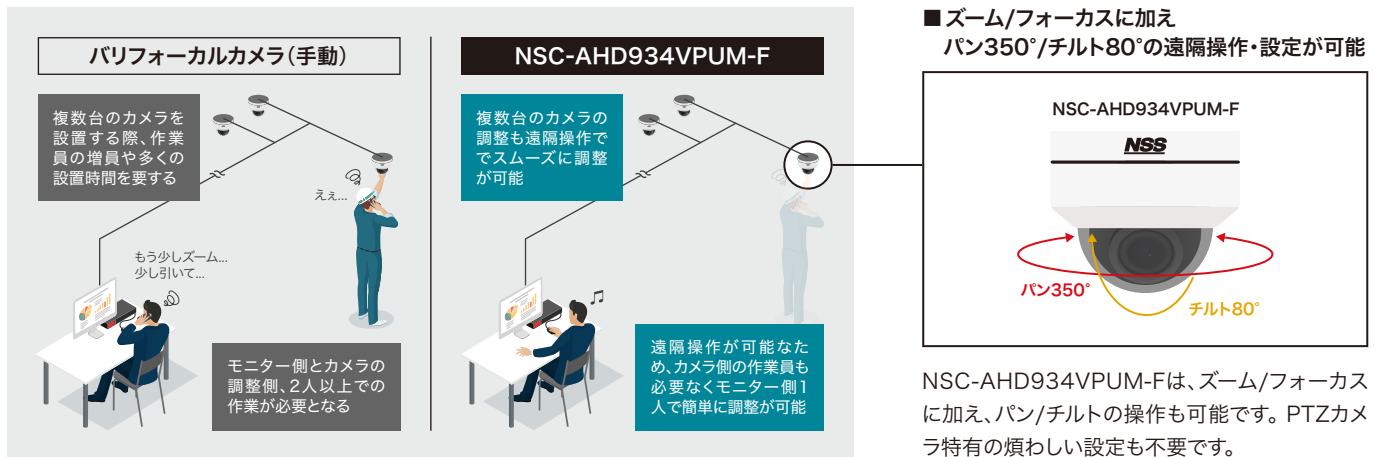 バリフォーカルカメラ（手動）
複数台のカメラを
設置する際、作業
員の増員や多くの
設置時間を要する
えぇ...
もう少しズーム...
少し引いて...
モニター側とカメラの
調整側、2人以上での
作業が必要となる
NSC-AHD934VPUM-F
複数台のカメラの
調整も遠隔操作で
でスムーズに調整
が可能
遠隔操作が可能なた
め、カメラ側の作業員も
必要なくモニター側1
人で簡単に調整が可能
■ズーム/フォーカスに加え
パン350°/チルト80°の遠隔操作・設定が可能
NSC-AHD934VPUM-F
NSS
パン350°
チルト80°
NSC-AHD934VPUM-Fは、ズーム/フォーカス
に加え、パン/チルトの操作も可能です。PTZカメ
ラ特有の煩わしい設定も不要です。